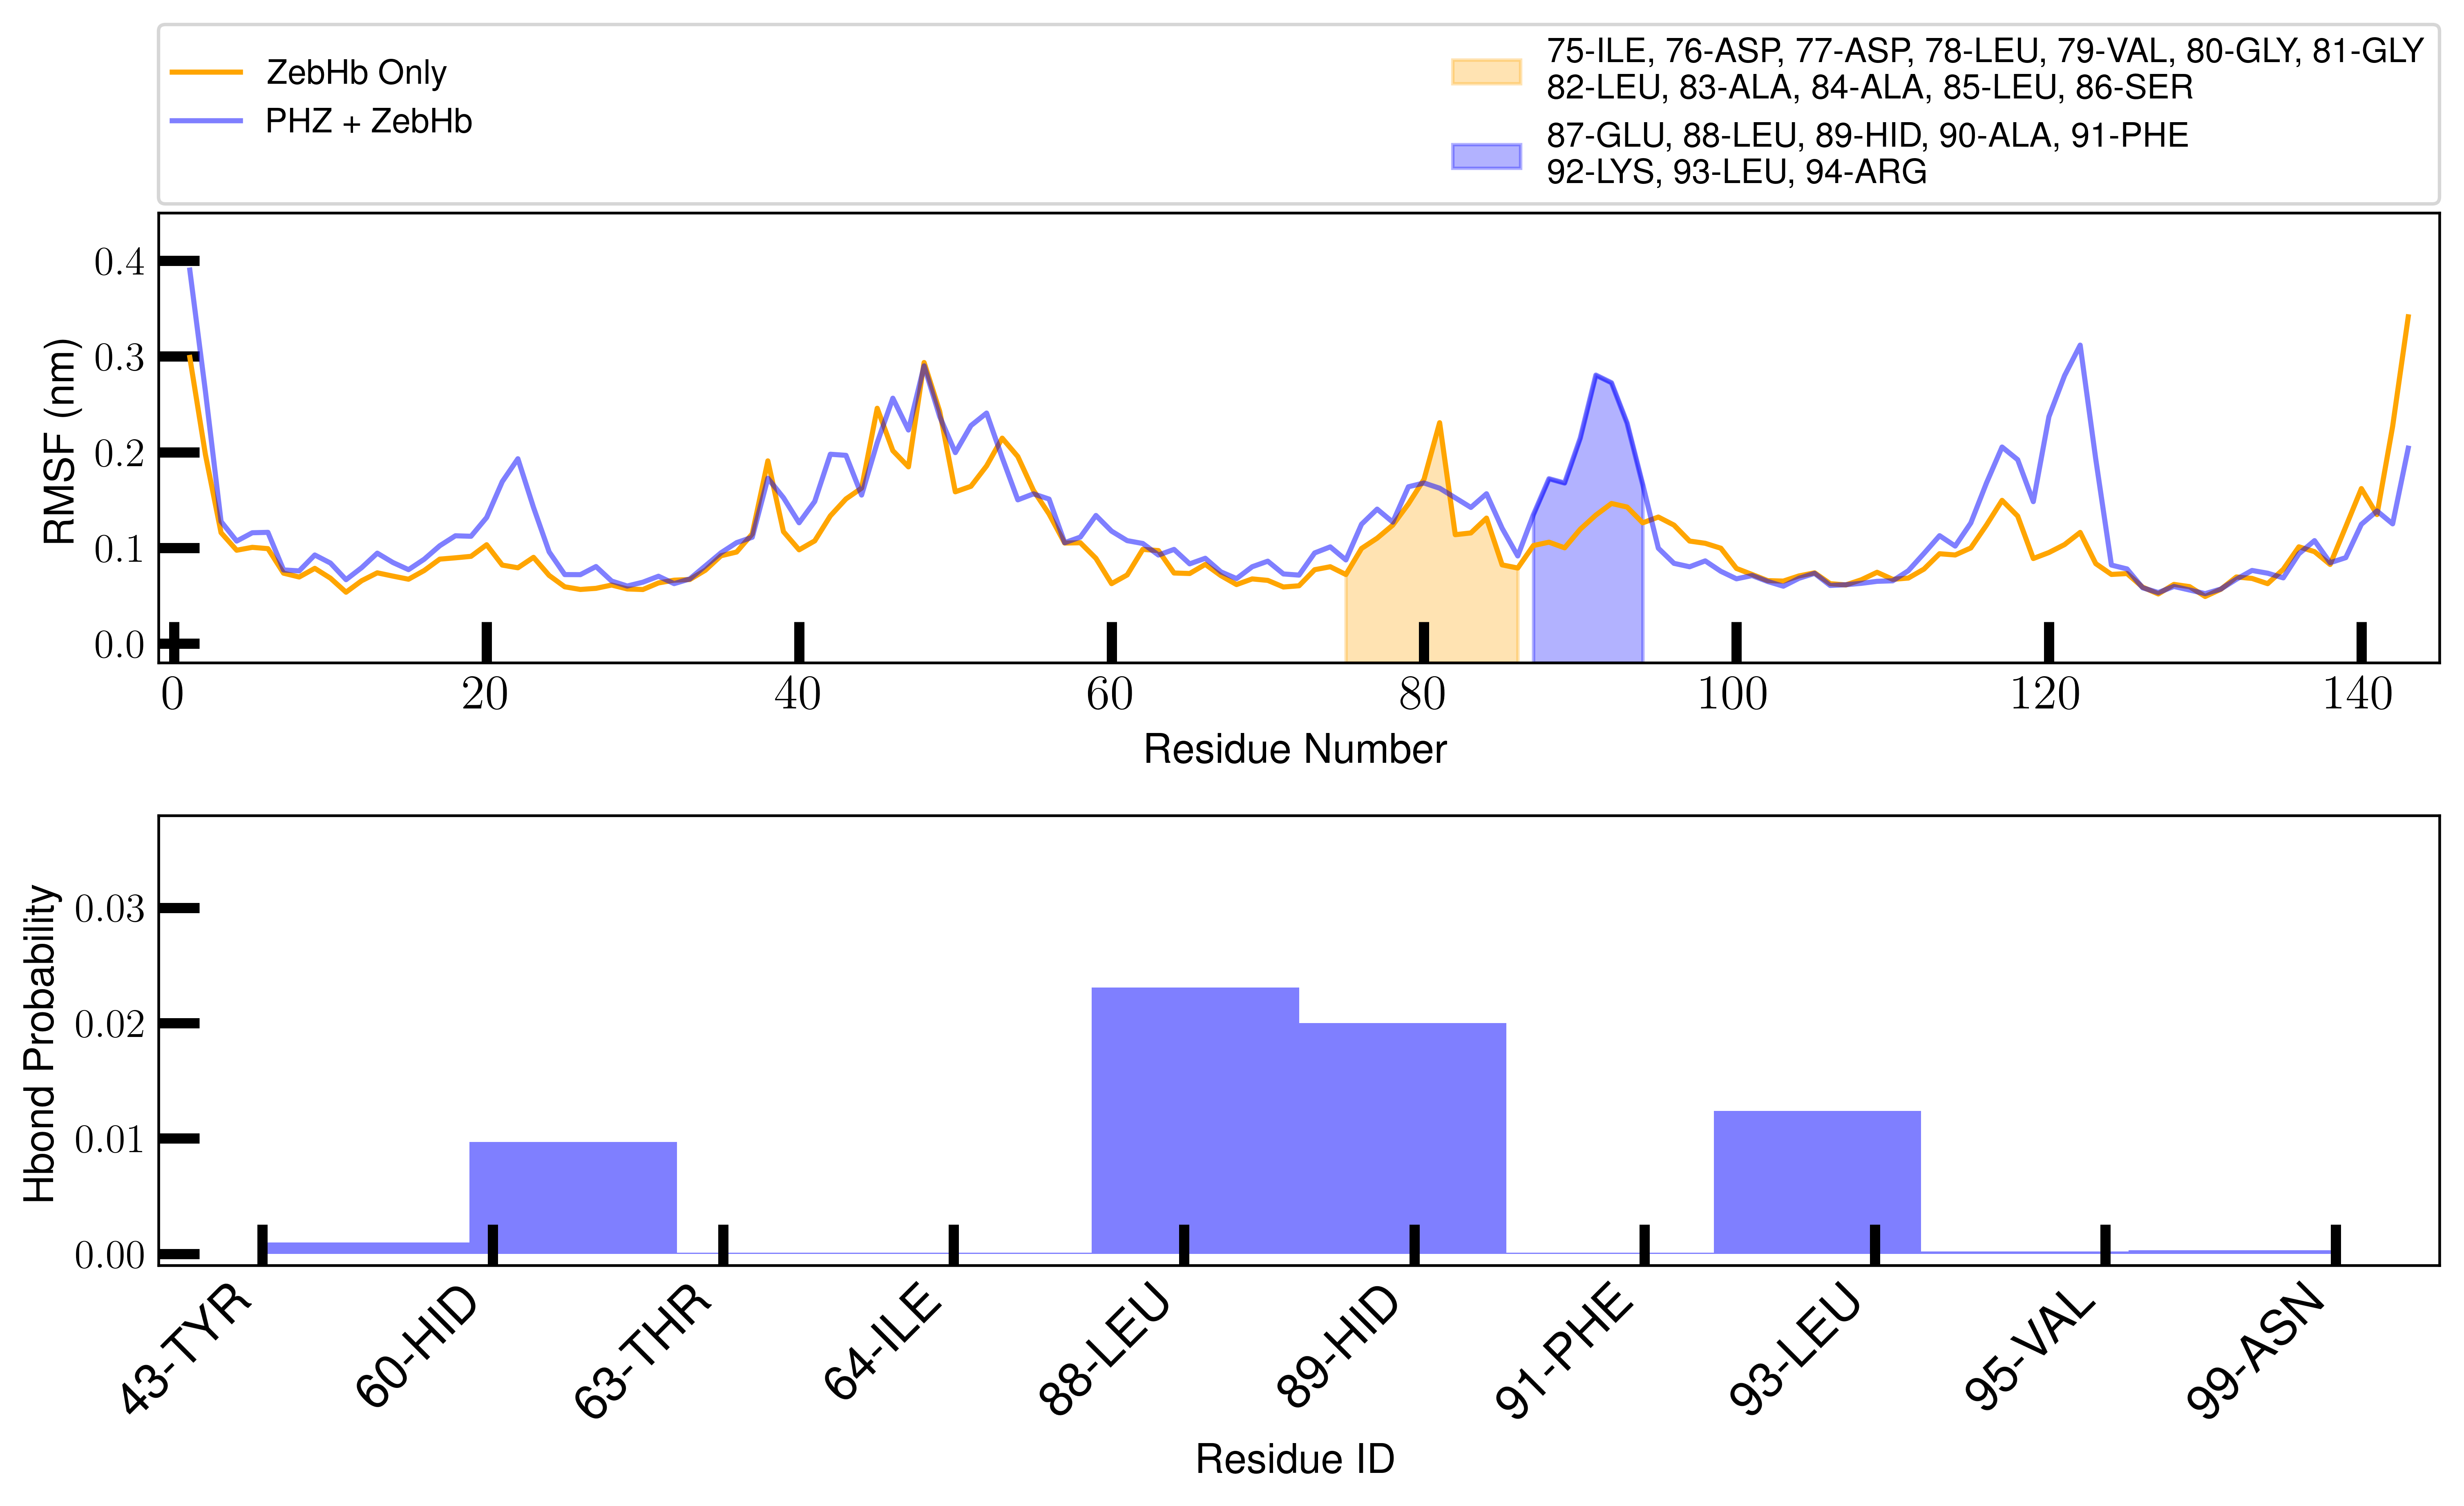 ZebHb Only
PHZ + ZebHb
75-ILE, 76-ASP, 77-ASP, 78-LEU, 79-VAL, 80-GLY, 81-GLY
82-LEU, 83-ALA, 84-ALA, 85-LEU, 86-SER
87-GLU, 88-LEU, 89-HID, 90-ALA, 91-PHE
92-LYS, 93-LEU, 94-ARG
RMSF (nm)
0.4
0.3
0.2
0.1
0.0
0 20 40 60 80 100 120 140
Residue Number
Hbond Probability
0.03
0.02
0.01
0.00
43-TYR 60-HID 63-THR 64-ILE 88-LEU 89-HID 91-PHE 93-LEU 95-VAL 99-ASN
Residue ID